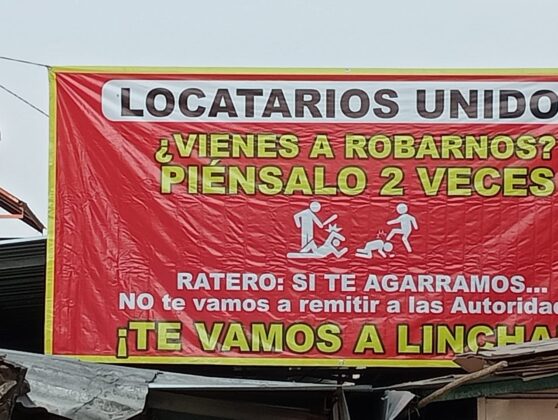 LOCATARIOS UNIDO
¿VIENES A ROBARNOS?
PIÉNSALO 2 VECES
RATERO: SI TE AGARRAMOS...
NO te vamos a remitir a las Autorida
¡TE VAMOS A LINCHA